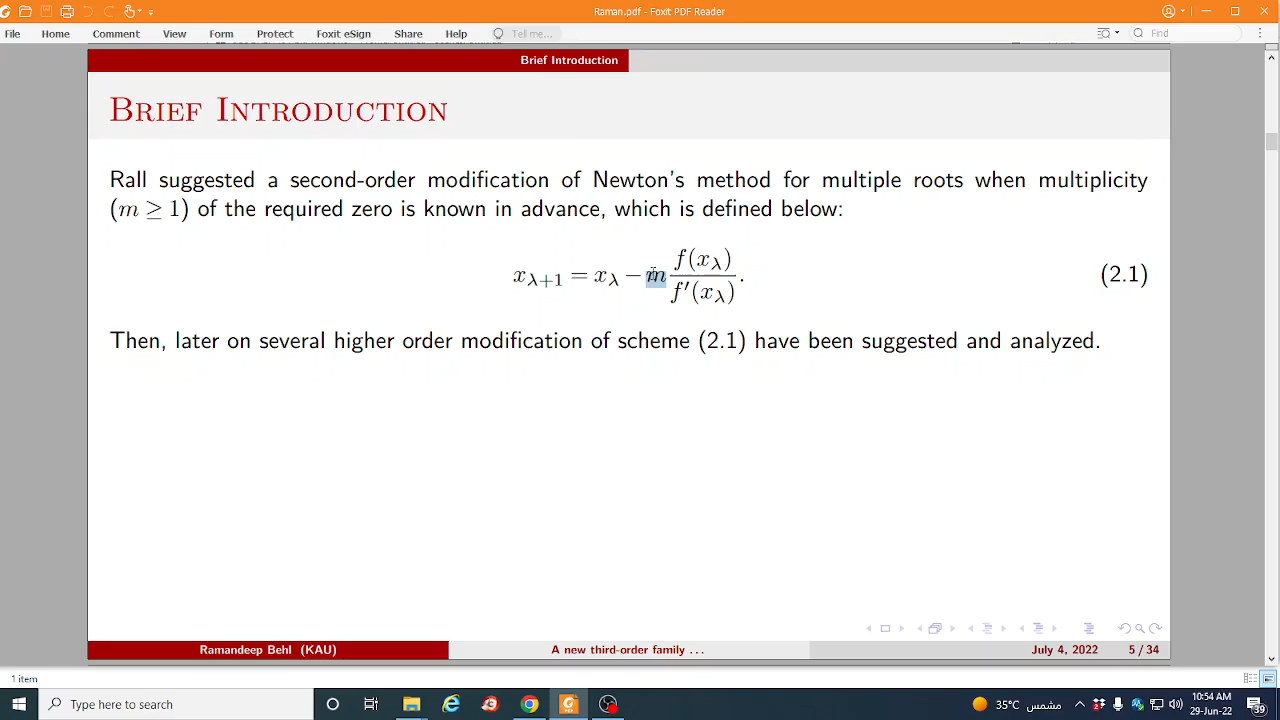 Raman.pdf - Foxit PDF Reader
File Home Comment View Form Protect Foxit eSign Share Help Tell me... Find
Brief Introduction
Brief Introduction
Rall suggested a second-order modification of Newton's method for multiple roots when multiplicity
(m ≥ 1) of the required zero is known in advance, which is defined below:
x_{λ+1} = x_λ − m f(x_λ)/f′(x_λ). (2.1)
Then, later on several higher order modification of scheme (2.1) have been suggested and analyzed.
Ramandeep Behl (KAU) A new third-order family ... July 4, 2022 5 / 34
1 item
Type here to search 35°C مشمس 10:54 AM
29-Jun-22